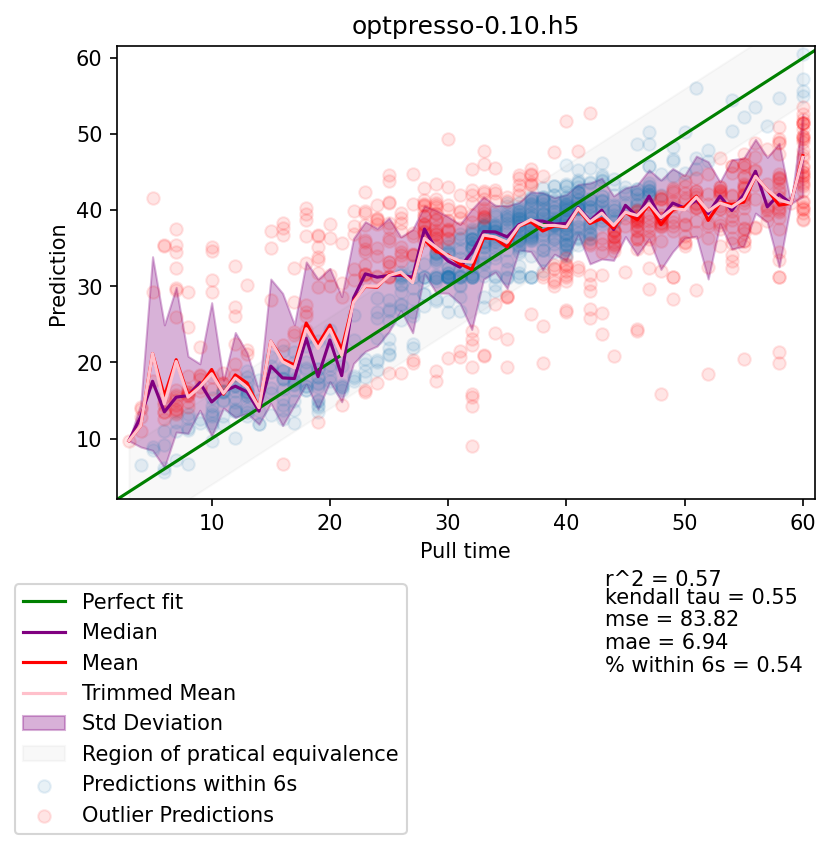 optpresso-0.10.h5
60
50
40
30
20
10
Prediction
10 20 30 40 50 60
Pull time
r^2 = 0.57
kendall tau = 0.55
mse = 83.82
mae = 6.94
% within 6s = 0.54
Perfect fit
Median
Mean
Trimmed Mean
Std Deviation
Region of pratical equivalence
Predictions within 6s
Outlier Predictions